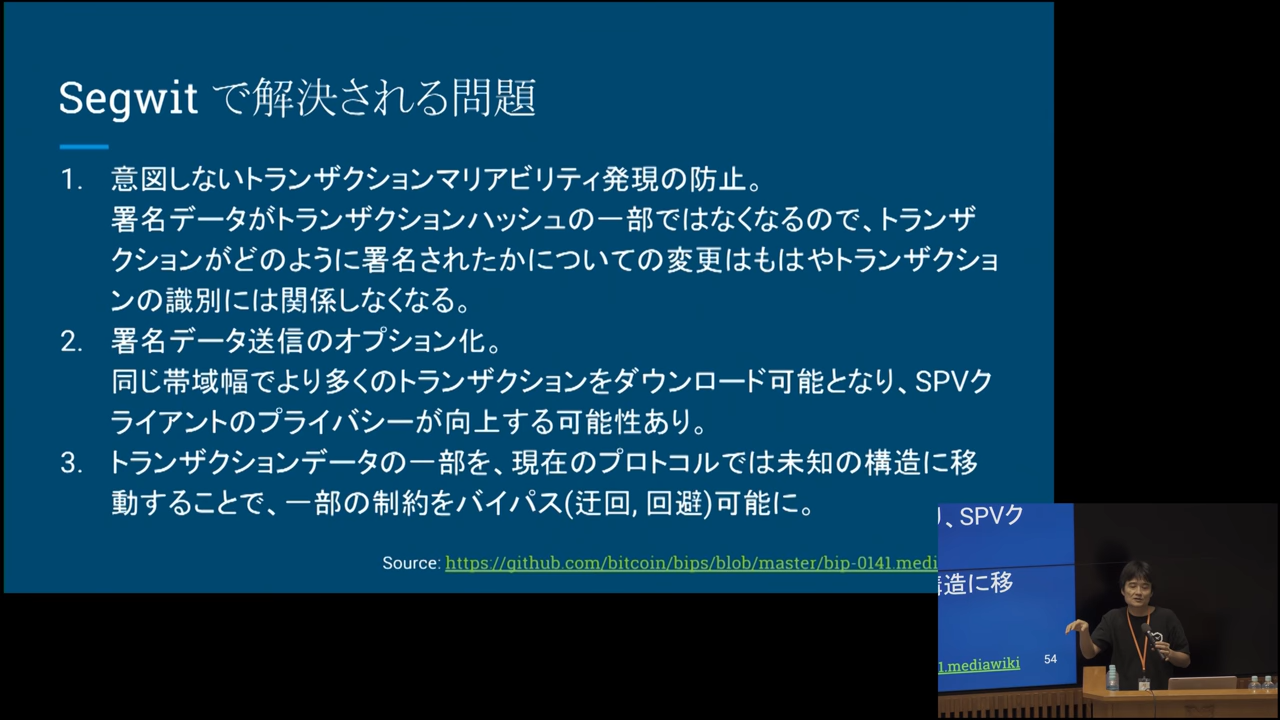 Segwit で解決される問題
1. 意図しないトランザクションマリアビリティ発現の防止。
署名データがトランザクションハッシュの一部ではなくなるので、トランザ
クションがどのように署名されたかについての変更はもはやトランザクショ
ンの識別には関係しなくなる。
2. 署名データ送信のオプション化。
同じ帯域幅でより多くのトランザクションをダウンロード可能となり、SPVク
ライアントのプライバシーが向上する可能性あり。
3. トランザクションデータの一部を、現在のプロトコルでは未知の構造に移
動することで、一部の制約をバイパス(迂回, 回避)可能に。
Source: https://github.com/bitcoin/bips/blob/master/bip-0141.medi
、SPVク
構造に移
1.mediawiki
54